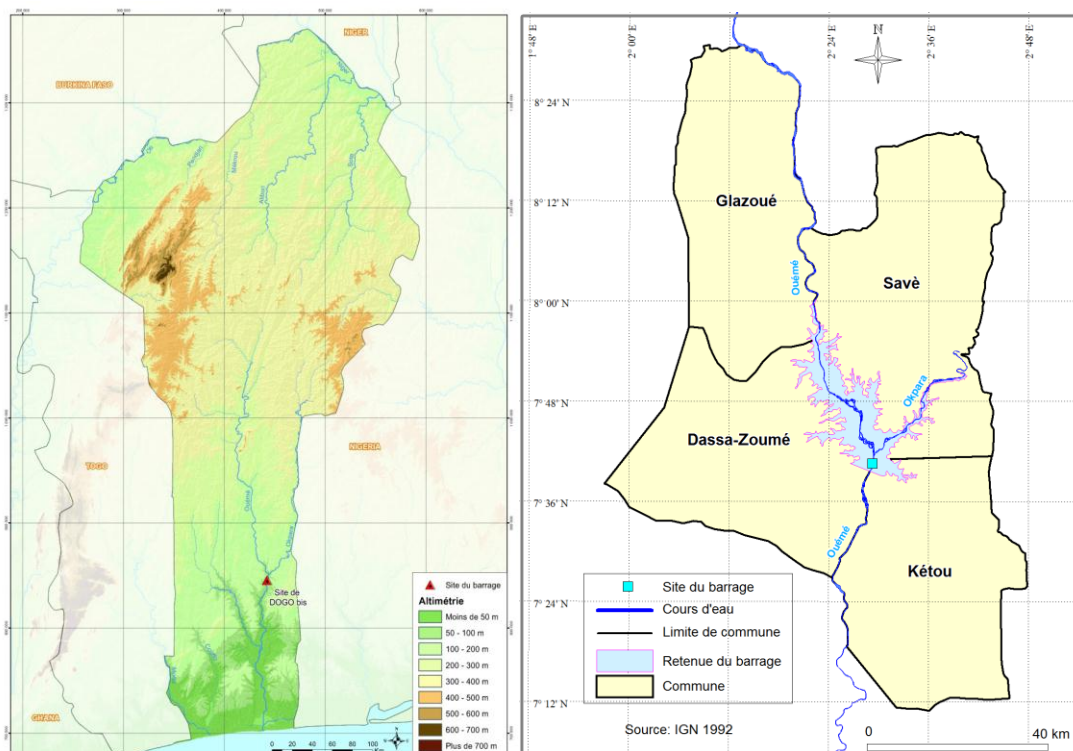 NIGER
BURKINA FASO
Mékrou
Alibori
Sota
NIGERIA
TOGO
Ouémé
Okpara
Site de
DOGO bis
GHANA
Site du barrage
Altimétrie
Moins de 50 m
50 - 100 m
100 - 200 m
200 - 300 m
300 - 400 m
400 - 500 m
500 - 600 m
600 - 700 m
Plus de 700 m
0 20 40 60 80 100
N
1° 48' E
2° 00' E
2° 24' E
2° 36' E
2° 48' E
N
8° 24' N
8° 12' N
8° 00' N
7° 48' N
7° 36' N
7° 24' N
7° 12' N
Glazoué
Savè
Ouémé
Okpara
Dassa-Zoumé
Ouémé
Kétou
Site du barrage
Cours d'eau
Limite de commune
Retenue du barrage
Commune
Source: IGN 1992
0 40 km